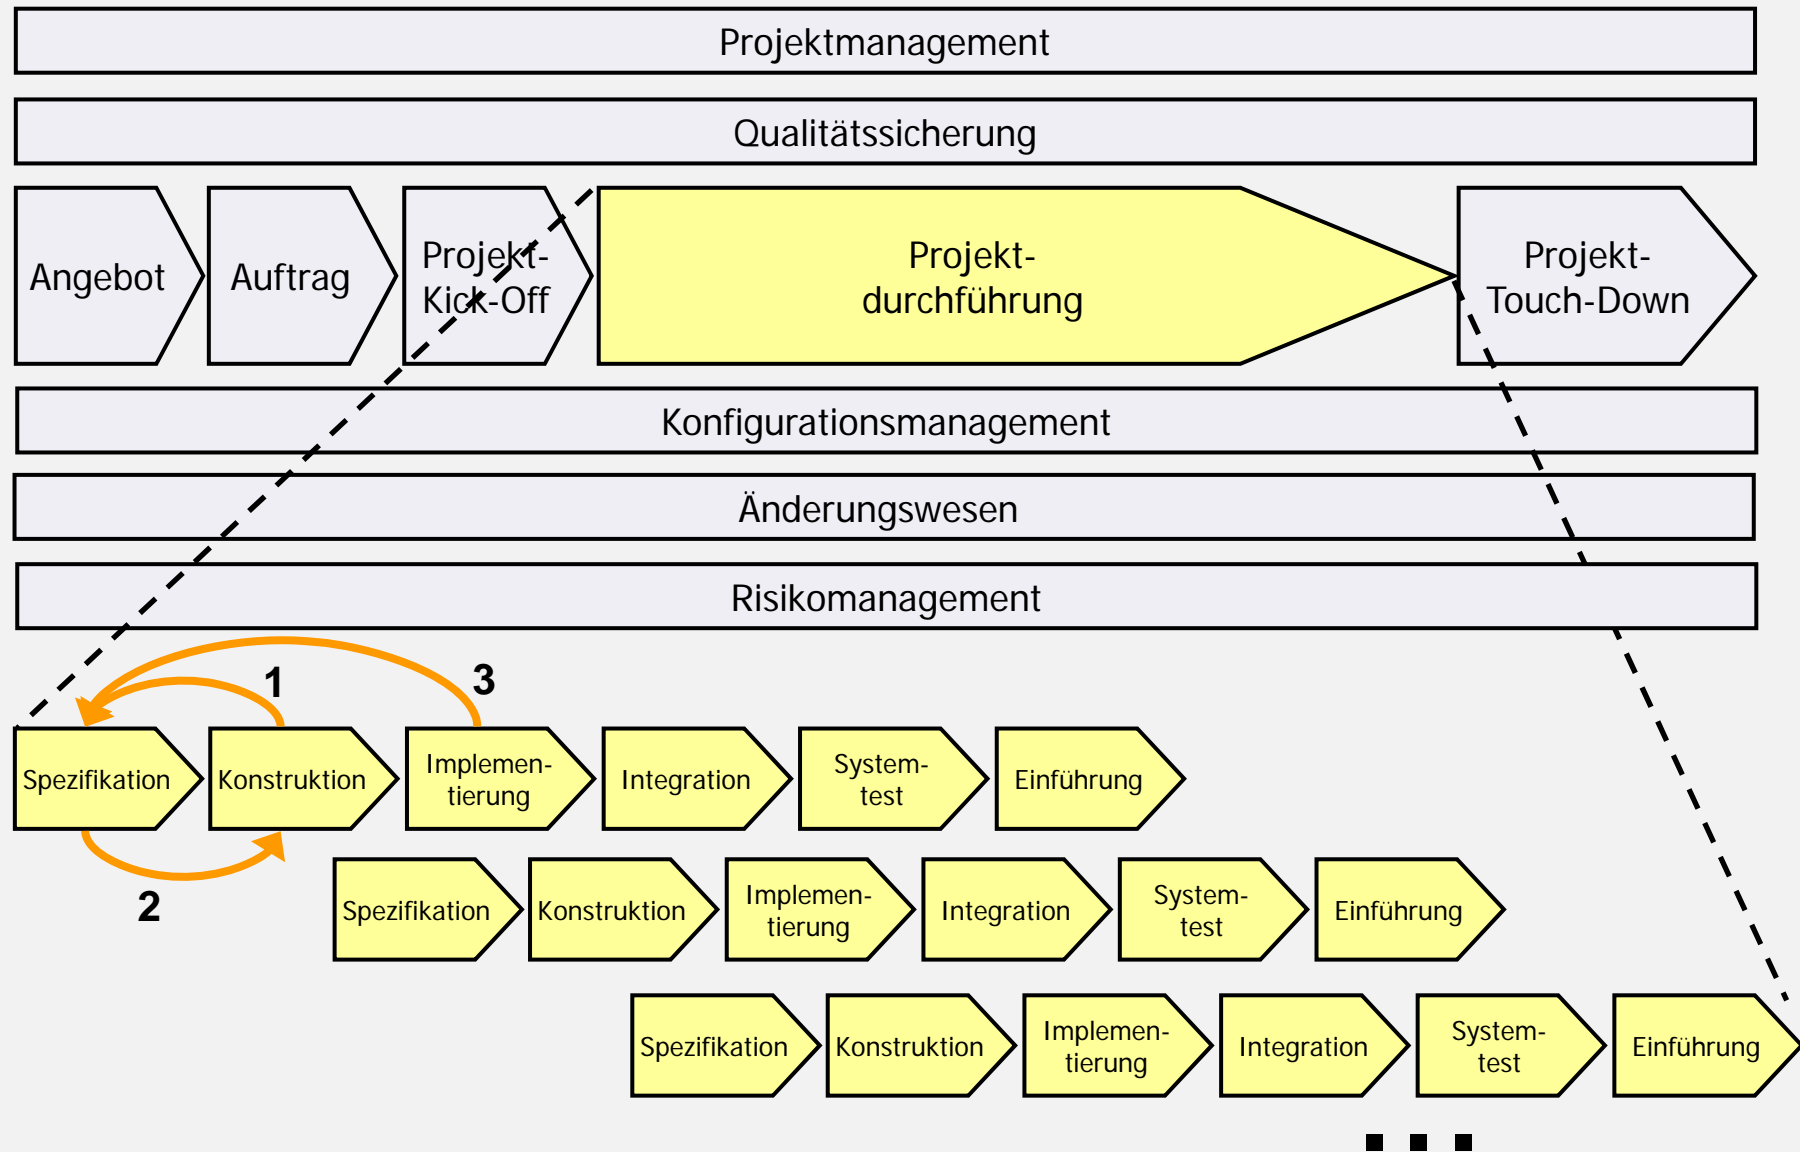 Projektmanagement
Qualitätssicherung
Angebot
Auftrag
Projekt-
Kick-Off
Projekt-
durchführung
Projekt-
Touch-Down
Konfigurationsmanagement
Änderungswesen
Risikomanagement
1
3
Spezifikation
Konstruktion
Implemen-
tierung
Integration
System-
test
Einführung
2
Spezifikation
Konstruktion
Implemen-
tierung
Integration
System-
test
Einführung
Spezifikation
Konstruktion
Implemen-
tierung
Integration
System-
test
Einführung
...